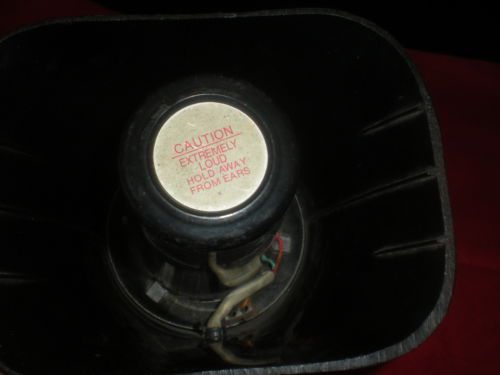 CAUTION
EXTREMELY
LOUD
HOLD AWAY
FROM EARS